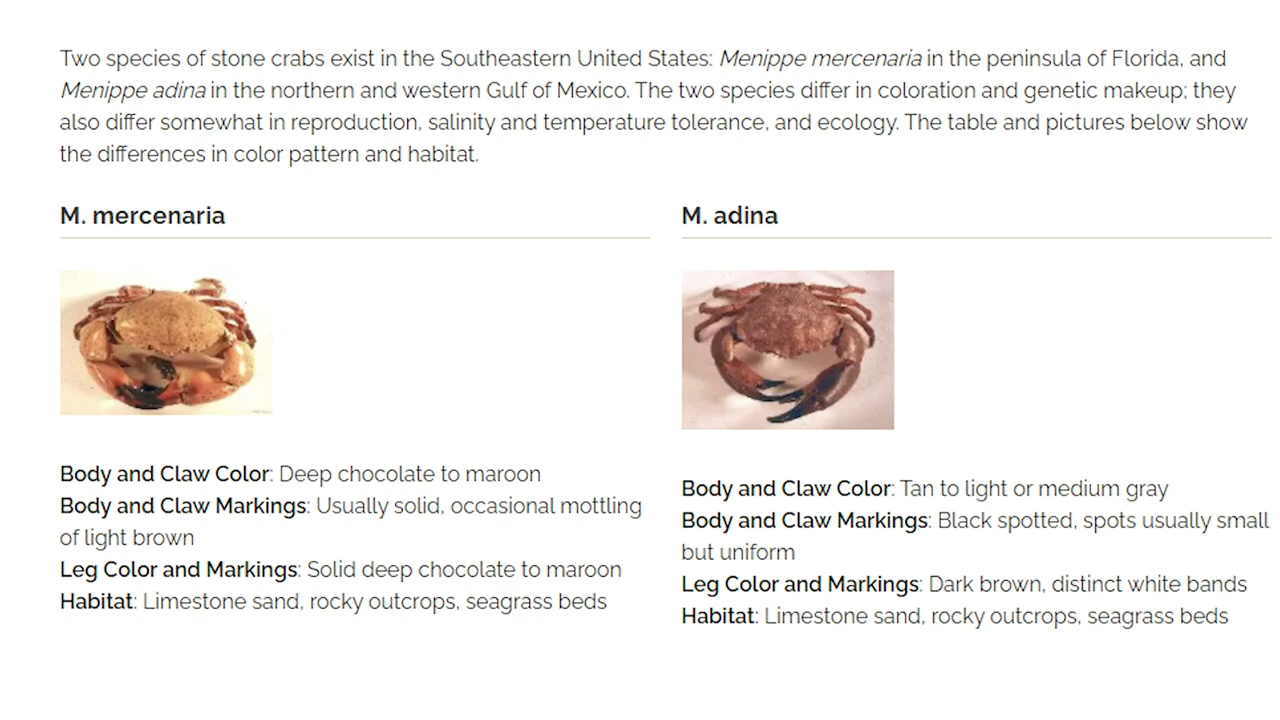 Two species of stone crabs exist in the Southeastern United States: Menippe mercenaria in the peninsula of Florida, and
Menippe adina in the northern and western Gulf of Mexico. The two species differ in coloration and genetic makeup; they
also differ somewhat in reproduction, salinity and temperature tolerance, and ecology. The table and pictures below show
the differences in color pattern and habitat.
M. mercenaria
Body and Claw Color: Deep chocolate to maroon
Body and Claw Markings: Usually solid, occasional mottling
of light brown
Leg Color and Markings: Solid deep chocolate to maroon
Habitat: Limestone sand, rocky outcrops, seagrass beds
M. adina
Body and Claw Color: Tan to light or medium gray
Body and Claw Markings: Black spotted, spots usually small
but uniform
Leg Color and Markings: Dark brown, distinct white bands
Habitat: Limestone sand, rocky outcrops, seagrass beds